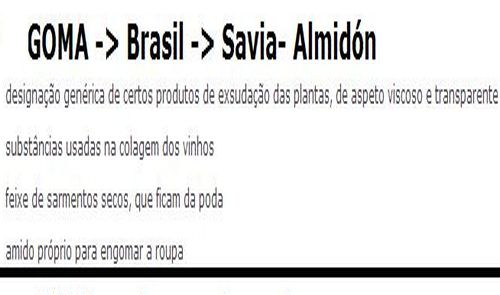 GOMA -> Brasil -> Savia- Almidón
designação genérica de certos produtos de exsudação das plantas, de aspeto viscoso e transparente
substâncias usadas na colagem dos vinhos
feixe de sarmentos secos, que ficam da poda
amido próprio para engomar a roupa